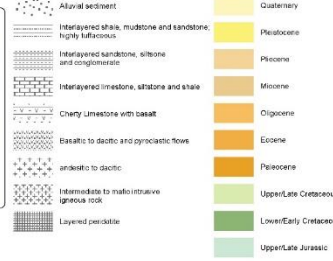 Alluvial sediment
Interlayered shale, mudstone and sandstone;
highly tuffaceous
Interlayered sandstone, siltsone
and conglomerate
Interlayered limestone, siltstone and shale
Cherty Limestone with basalt
Basaltic to dacitic and pyroclastic flows
andesitic to dacitic
Intermediate to mafic intrusive
igneous rock
Layered peridotite
Quaternary
Pleistocene
Pliocene
Miocene
Oligocene
Eocene
Paleocene
Upper/Late Cretaceou
Lower/Early Cretaceo
Upper/Late Jurassic